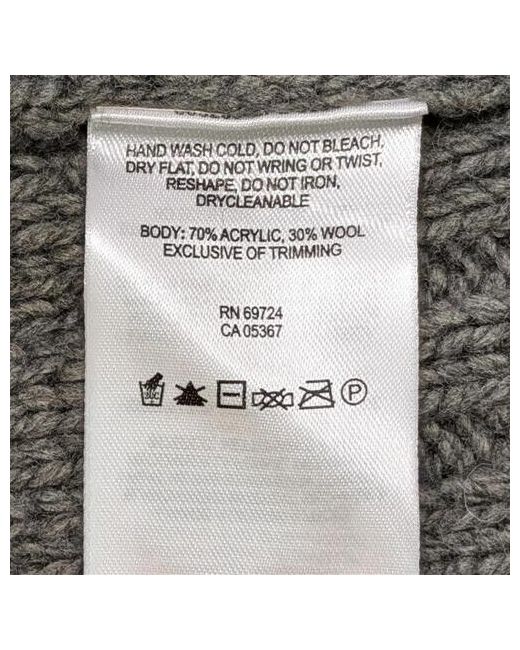 HAND WASH COLD, DO NOT BLEACH,
DRY FLAT, DO NOT WRING OR TWIST,
RESHAPE, DO NOT IRON,
DRYCLEANABLE
BODY: 70% ACRYLIC, 30% WOOL
EXCLUSIVE OF TRIMMING
RN 69724
CA 05367
30C P